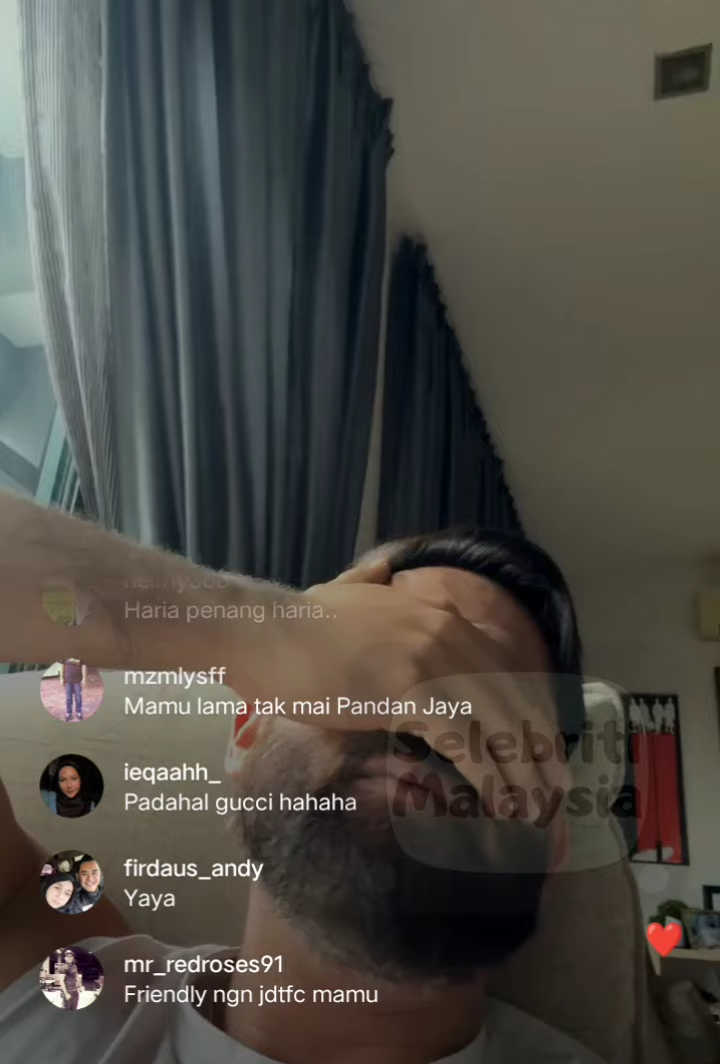 Haria penang haria..
mzmlysff
Mamu lama tak mai Pandan Jaya
Selebriti
Malaysia
ieqaahh_
Padahal gucci hahaha
firdaus_andy
Yaya
mr_redroses91
Friendly ngn jdtfc mamu